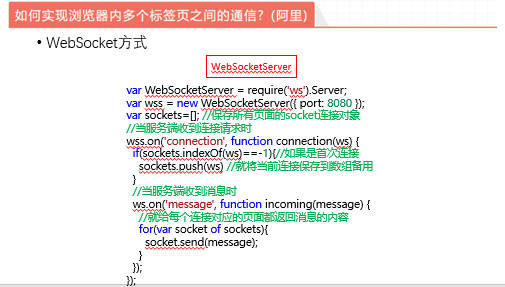 如何实现浏览器内多个标签页之间的通信？(阿里)
• WebSocket方式
WebSocketServer
var WebSocketServer = require('ws').Server;
var wss = new WebSocketServer({ port: 8080 });
var sockets=[]; //保存所有页面的socket连接对象
//当服务端收到连接请求时
wss.on('connection', function connection(ws) {
if(sockets.indexOf(ws)==-1){//如果是首次连接
sockets.push(ws) //就将当前连接保存到数组备用
}
//当服务端收到消息时
ws.on('message', function incoming(message) {
//就给每个连接对应的页面都返回消息的内容
for(var socket of sockets){
socket.send(message);
}
});
});